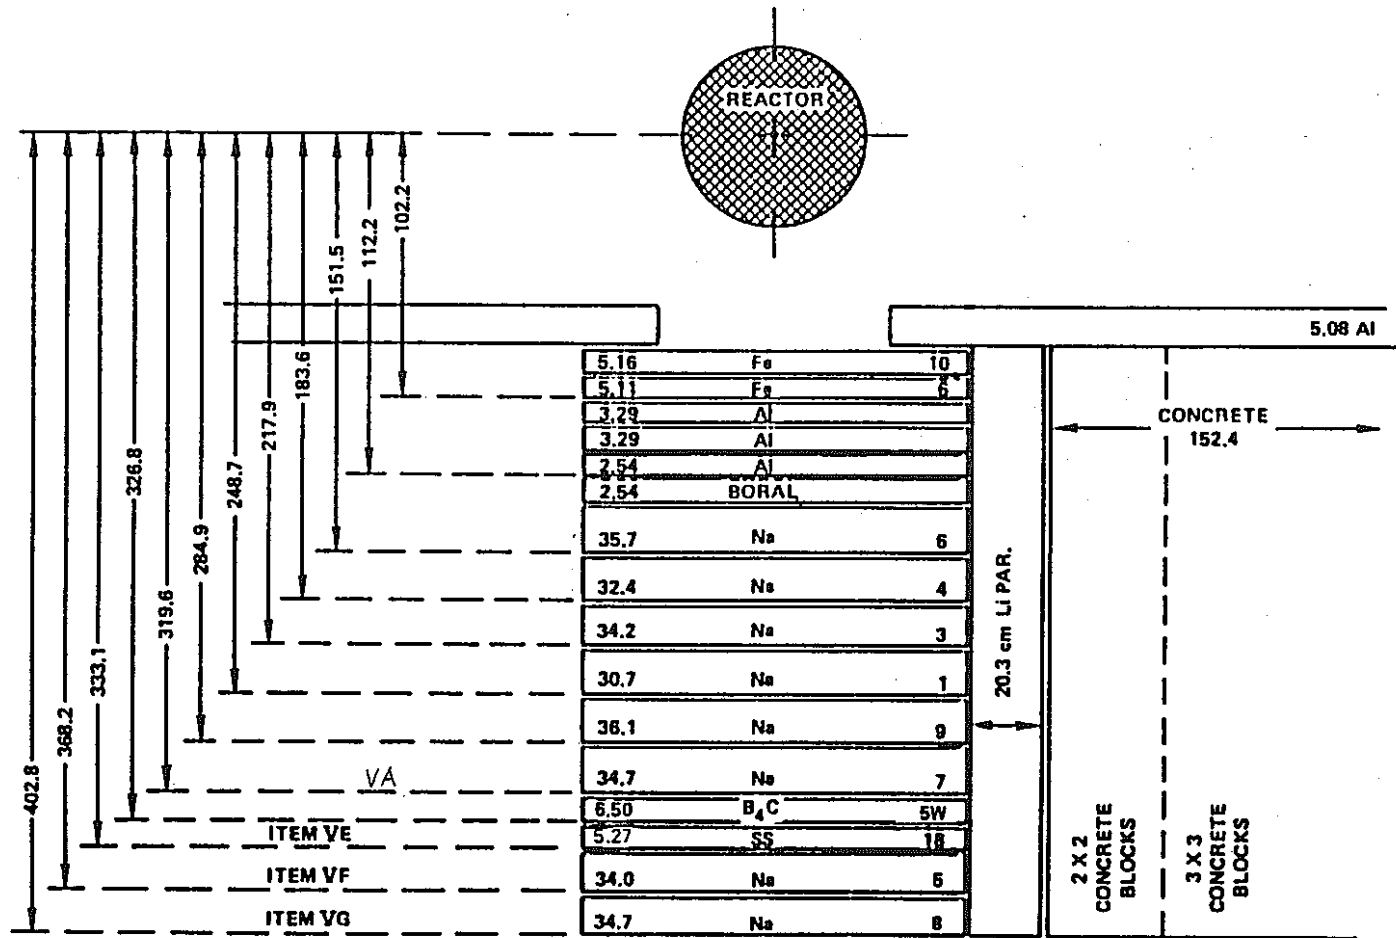 REACTOR
102.2
112.2
151.5
183.6
217.9
248.7
284.9
319.6
326.8
333.1
368.2
402.8
5.08 Al
5.16 Fe 10
5.11 Fe 6
3.29 Al
3.29 Al
2.54 Al
2.54 BORAL
35.7 Na 6
32.4 Na 4
34.2 Na 3
30.7 Na 1
36.1 Na 9
34.7 Na 7
6.50 B₄C 5W
5.27 SS 18
34.0 Na 5
34.7 Na 8
VA
ITEM VE
ITEM VF
ITEM VG
20.3 cm Li PAR.
CONCRETE
152.4
2 X 2
CONCRETE
BLOCKS
3 X 3
CONCRETE
BLOCKS